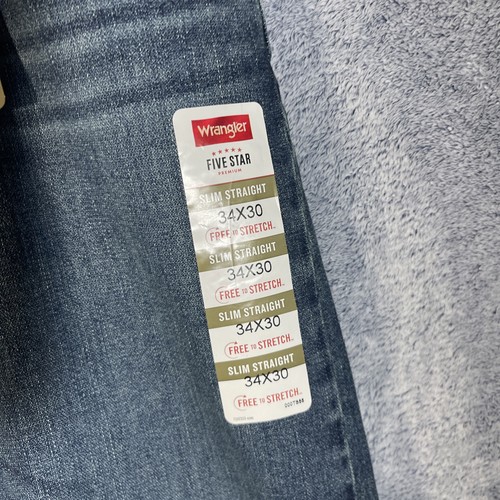 Wrangler
FIVE STAR
PREMIUM
SLIM STRAIGHT
34X30
FREE TO STRETCH
SLIM STRAIGHT
34X30
FREE TO STRETCH
SLIM STRAIGHT
34X30
FREE TO STRETCH
SLIM STRAIGHT
34X30
FREE TO STRETCH